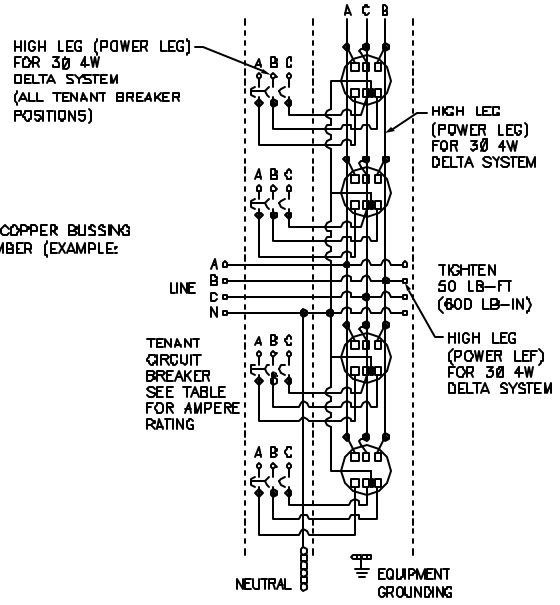 A C B
HIGH LEG (POWER LEG)
FOR 3Ø 4W
DELTA SYSTEM
(ALL TENANT BREAKER
POSITIONS)
A B C
HIGH LEG
(POWER LEG)
FOR 3Ø 4W
DELTA SYSTEM
A B C
COPPER BUSSING
MBER (EXAMPLE:
A
B
LINE
C
N
TIGHTEN
50 LB-FT
(600 LB-IN)
HIGH LEG
(POWER LEF)
FOR 3Ø 4W
DELTA SYSTEM
TENANT
CIRCUIT
BREAKER
SEE TABLE
FOR AMPERE
RATING
A B C
A B C
NEUTRAL
EQUIPMENT
GROUNDING